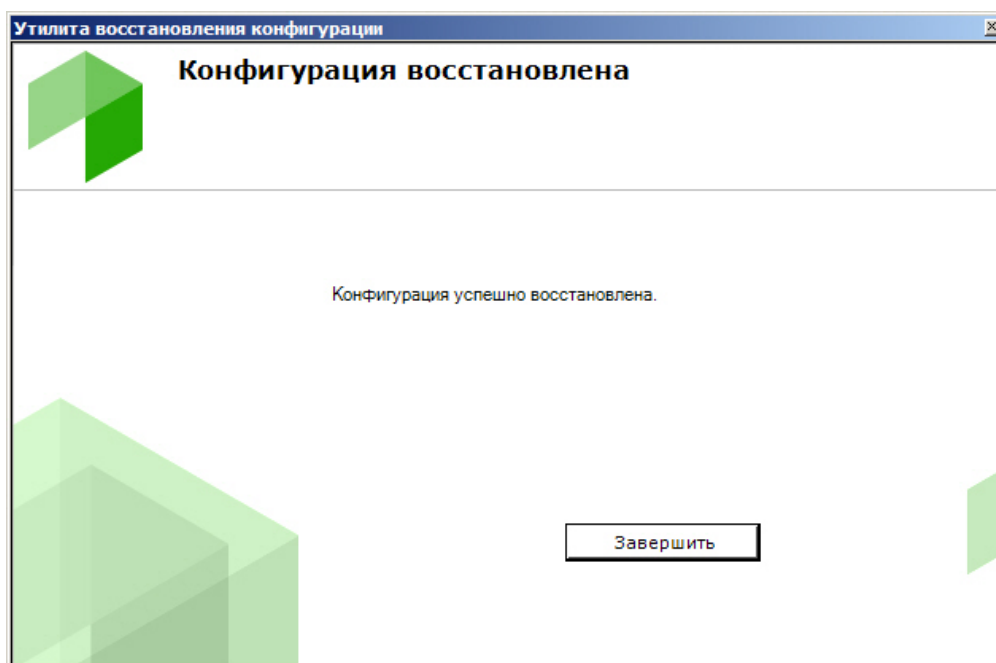 Утилита восстановления конфигурации
Конфигурация восстановлена
Конфигурация успешно восстановлена.
Завершить